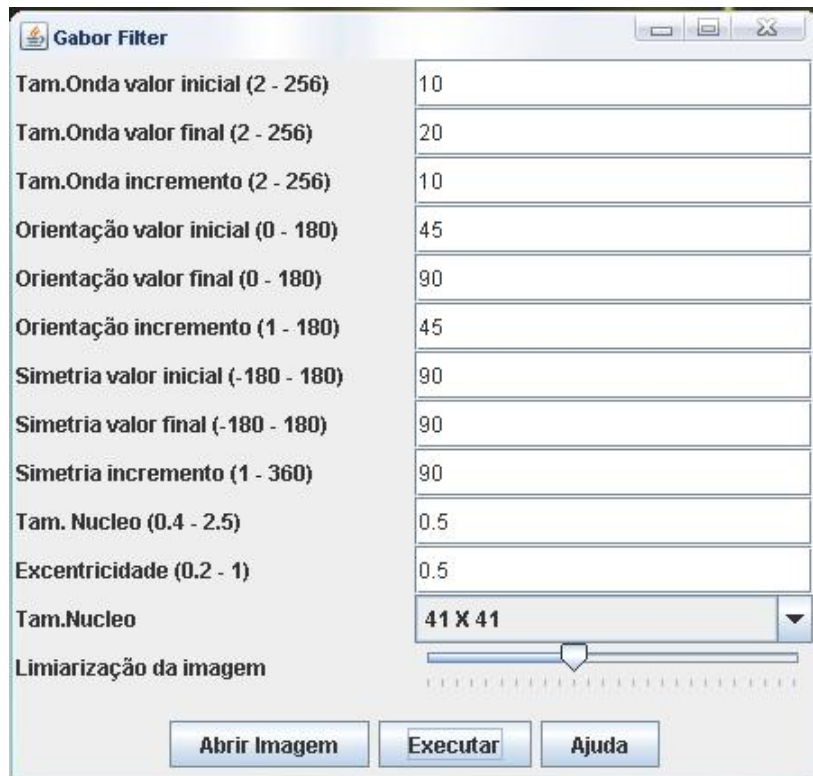 Gabor Filter
Tam.Onda valor inicial (2 - 256) 10
Tam.Onda valor final (2 - 256) 20
Tam.Onda incremento (2 - 256) 10
Orientação valor inicial (0 - 180) 45
Orientação valor final (0 - 180) 90
Orientação incremento (1 - 180) 45
Simetria valor inicial (-180 - 180) 90
Simetria valor final (-180 - 180) 90
Simetria incremento (1 - 360) 90
Tam. Nucleo (0.4 - 2.5) 0.5
Excentricidade (0.2 - 1) 0.5
Tam.Nucleo 41 X 41
Limiarização da imagem
Abrir Imagem Executar Ajuda